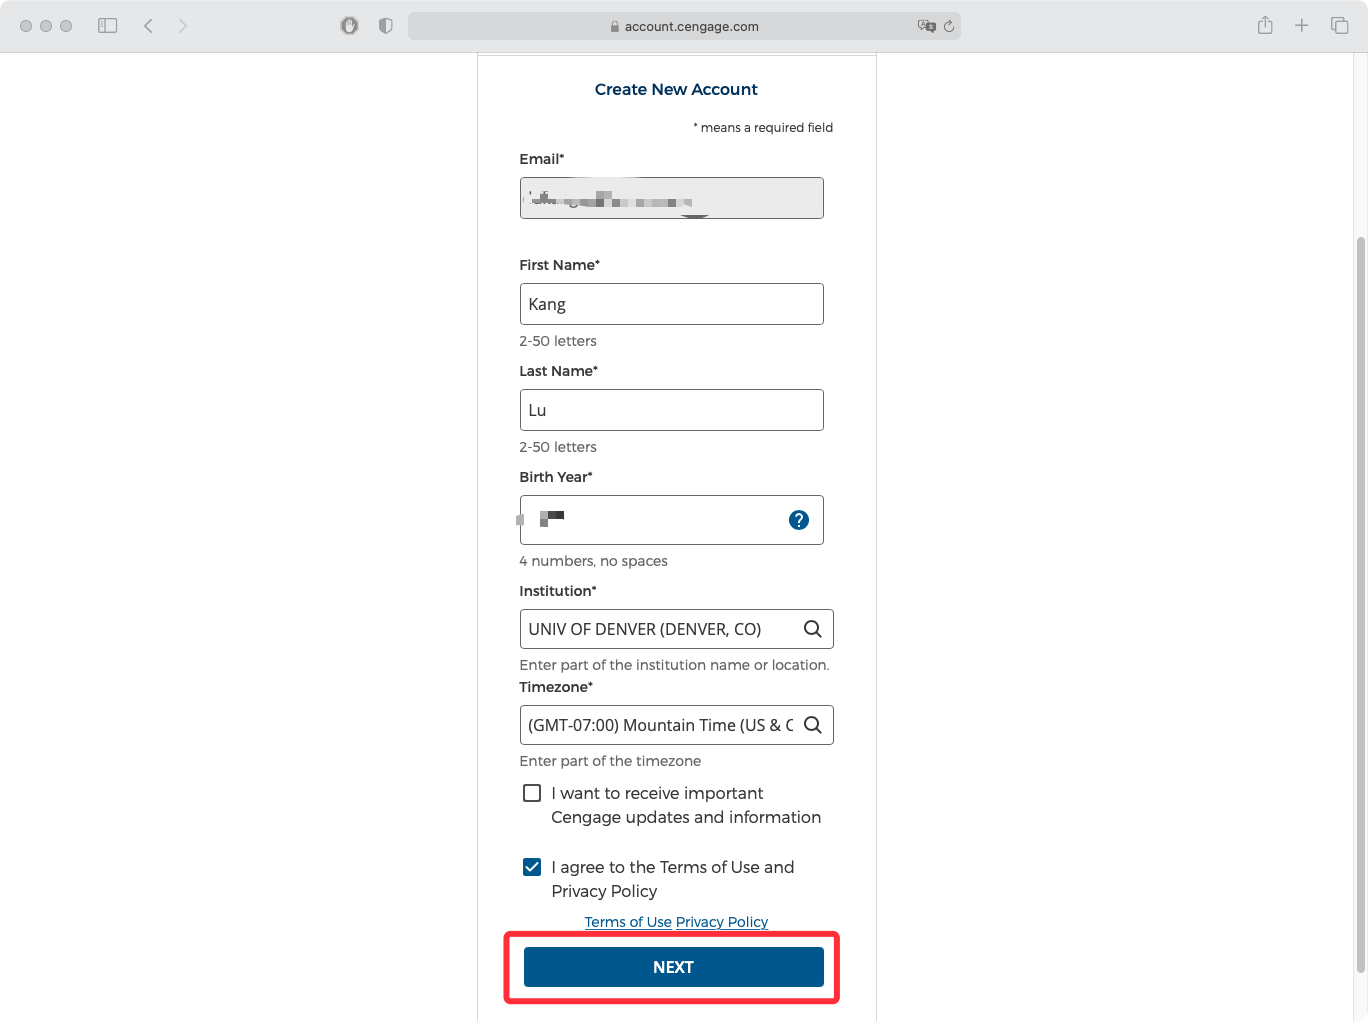 account.cengage.com
Create New Account
* means a required field
Email*
First Name*
Kang
2-50 letters
Last Name*
Lu
2-50 letters
Birth Year*
?
4 numbers, no spaces
Institution*
UNIV OF DENVER (DENVER, CO)
Enter part of the institution name or location.
Timezone*
(GMT-07:00) Mountain Time (US & C
Enter part of the timezone
I want to receive important
Cengage updates and information
I agree to the Terms of Use and
Privacy Policy
Terms of Use Privacy Policy
NEXT